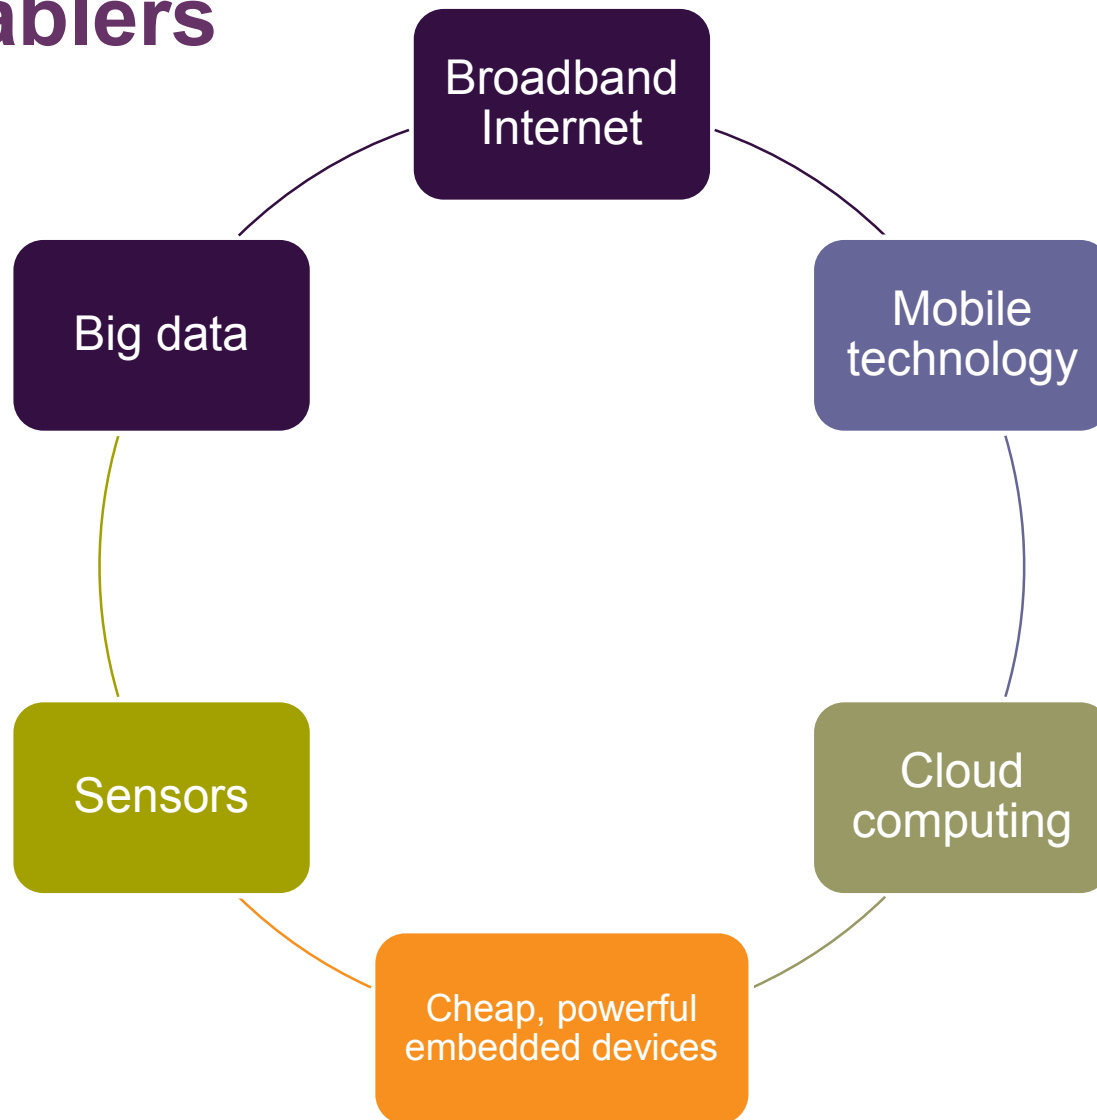 ablers
Broadband
Internet
Mobile
technology
Cloud
computing
Cheap, powerful
embedded devices
Sensors
Big data